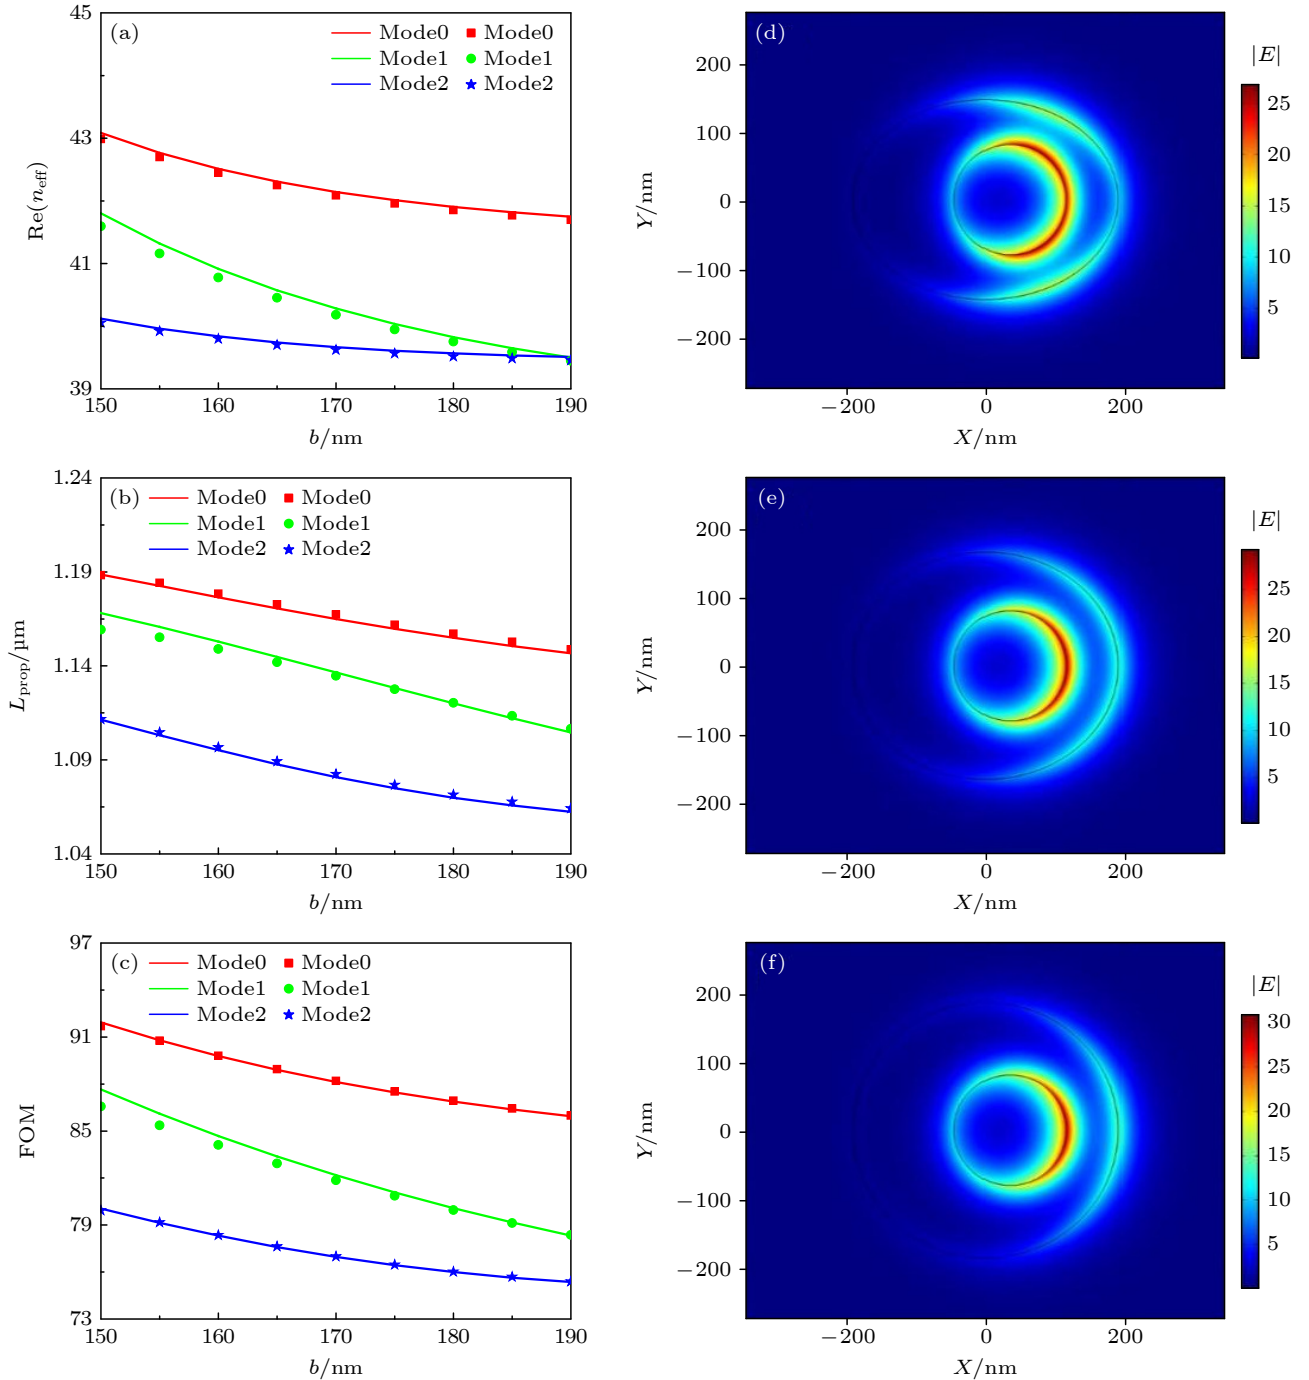 (a)
Mode0 Mode0
Mode1 Mode1
Mode2 Mode2
45
43
41
39
Re(neff)
150 160 170 180 190
b/nm
(d)
200
100
0
−100
−200
Y/nm
−200 0 200
X/nm
|E|
25
20
15
10
5
(b)
Mode0 Mode0
Mode1 Mode1
Mode2 Mode2
1.24
1.19
1.14
1.09
1.04
Lprop/μm
150 160 170 180 190
b/nm
(e)
200
100
0
−100
−200
Y/nm
−200 0 200
X/nm
|E|
25
20
15
10
5
(c)
Mode0 Mode0
Mode1 Mode1
Mode2 Mode2
97
91
85
79
73
FOM
150 160 170 180 190
b/nm
(f)
200
100
0
−100
−200
Y/nm
−200 0 200
X/nm
|E|
30
25
20
15
10
5